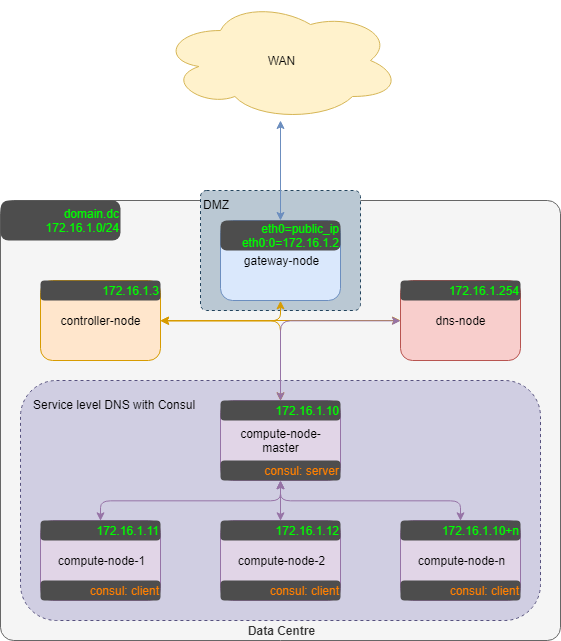 WAN
DMZ
domain.dc
172.16.1.0/24
eth0=public_ip
eth0:0=172.16.1.2
gateway-node
172.16.1.3
controller-node
172.16.1.254
dns-node
Service level DNS with Consul
172.16.1.10
compute-node-
master
consul: server
172.16.1.11
compute-node-1
consul: client
172.16.1.12
compute-node-2
consul: client
172.16.1.10+n
compute-node-n
consul: client
Data Centre